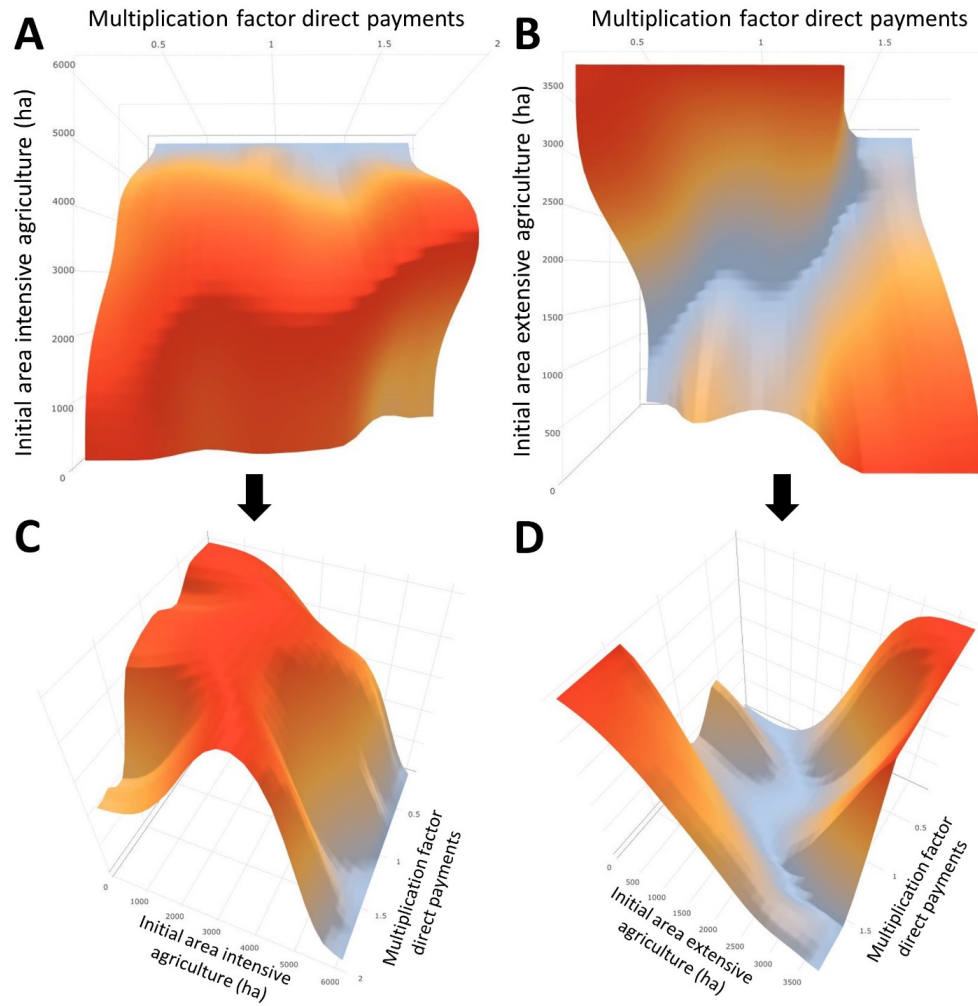 Multiplication factor direct payments
Multiplication factor direct payments
A
B
0.5
1
1.5
2
0.5
1
1.5
6000
5000
4000
3000
2000
1000
0
Initial area intensive agriculture (ha)
3500
3000
2500
2000
1500
1000
500
0
Initial area extensive agriculture (ha)
C
D
0
1000
2000
3000
4000
5000
6000
0.5
1
1.5
2
Initial area intensive
agriculture (ha)
Multiplication factor
direct payments
0
500
1000
1500
2000
2500
3000
3500
0.5
1
1.5
Initial area extensive
agriculture (ha)
Multiplication factor
direct payments